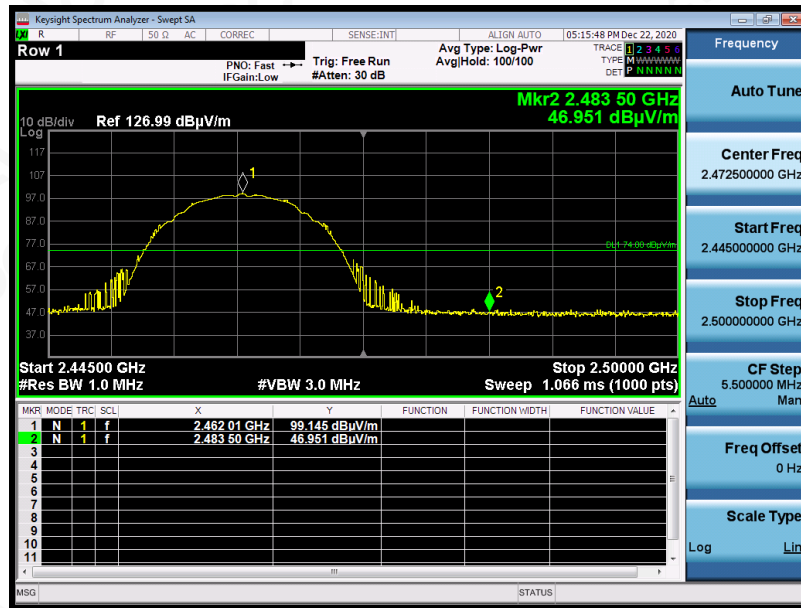 Keysight Spectrum Analyzer - Swept SA
LXI R RF 50 Ω AC CORREC SENSE:INT ALIGN AUTO 05:15:48 PM Dec 22, 2020
Row 1
PNO: Fast
IFGain:Low
Trig: Free Run
#Atten: 30 dB
Avg Type: Log-Pwr
Avg|Hold: 100/100
TRACE 1 2 3 4 5 6
TYPE M W W W W W
DET P N N N N N
Mkr2 2.483 50 GHz
46.951 dBµV/m
10 dB/div Ref 126.99 dBµV/m
Log
117
107
97.0
87.0
77.0
67.0
57.0
47.0
37.0
1
DL1 74.00 dBµV/m
2
Start 2.44500 GHz Stop 2.50000 GHz
#Res BW 1.0 MHz #VBW 3.0 MHz Sweep 1.066 ms (1000 pts)
MKR MODE TRC SCL X Y FUNCTION FUNCTION WIDTH FUNCTION VALUE
1 N 1 f 2.462 01 GHz 99.145 dBµV/m
2 N 1 f 2.483 50 GHz 46.951 dBµV/m
3
4
5
6
7
8
9
10
11
MSG STATUS
Frequency
Auto Tune
Center Freq
2.472500000 GHz
Start Freq
2.445000000 GHz
Stop Freq
2.500000000 GHz
CF Step
5.500000 MHz
Auto Man
Freq Offset
0 Hz
Scale Type
Log Lin